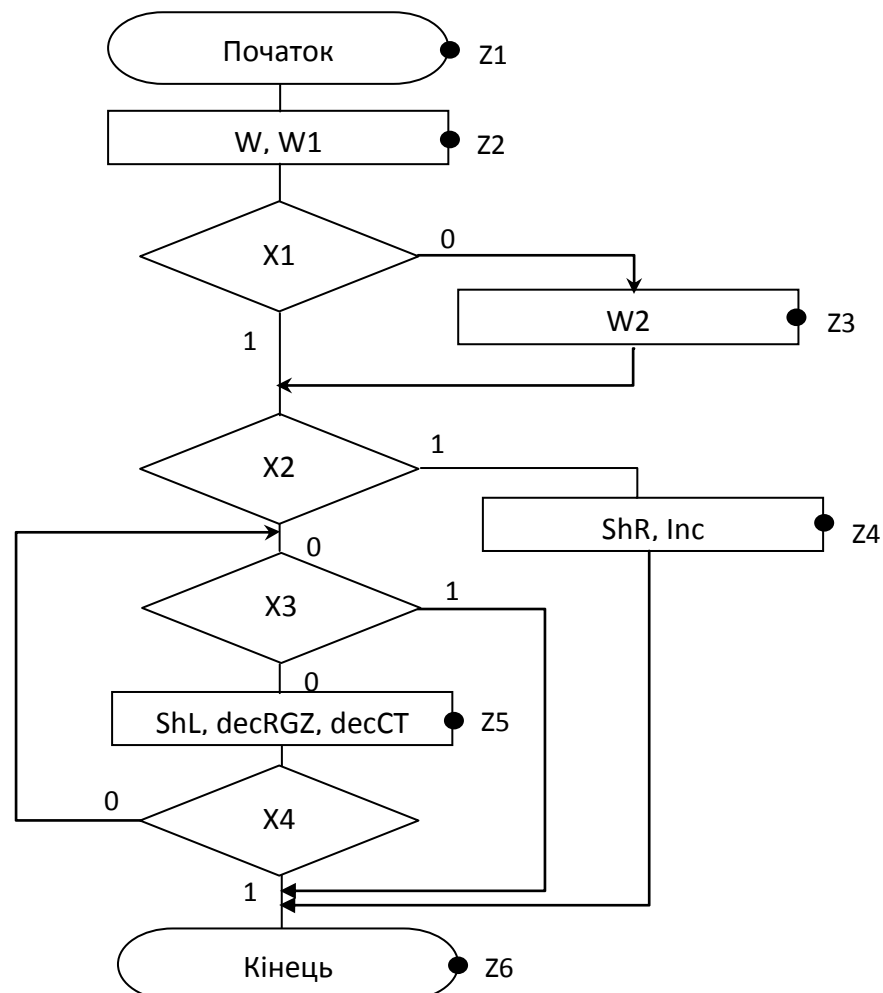 Початок
Z1
W, W1
Z2
X1
0
W2
Z3
1
X2
1
ShR, Inc
Z4
0
X3
1
0
ShL, decRGZ, decCT
Z5
0
X4
1
Кінець
Z6